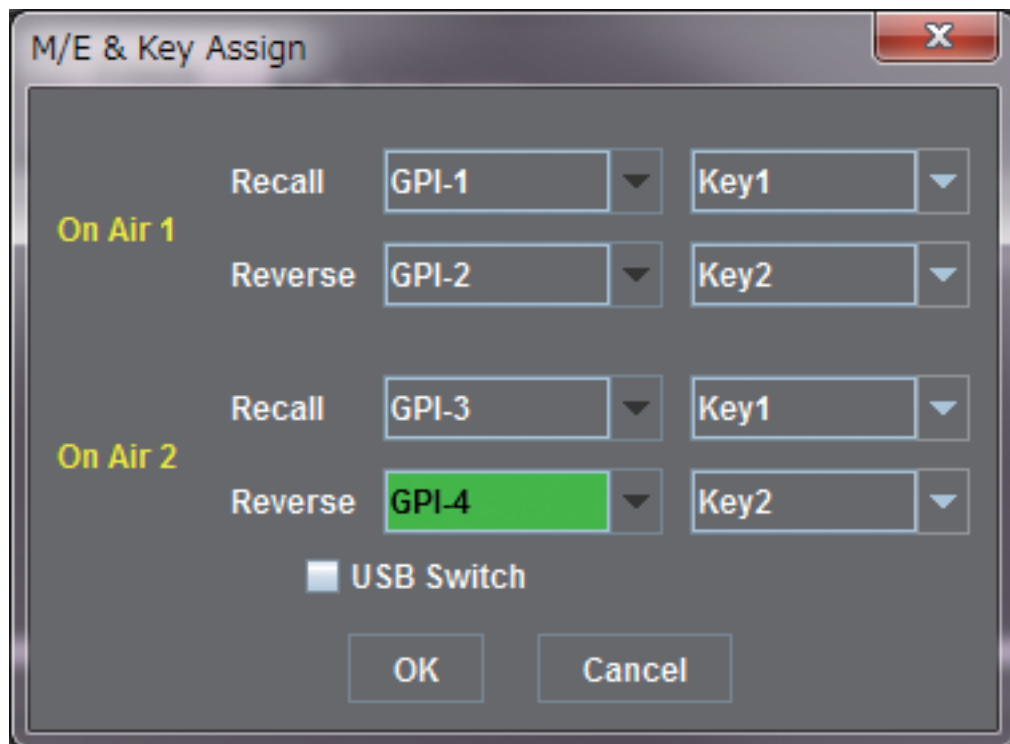 M/E & Key Assign
Recall GPI-1 Key1
On Air 1
Reverse GPI-2 Key2
Recall GPI-3 Key1
On Air 2
Reverse GPI-4 Key2
USB Switch
OK Cancel